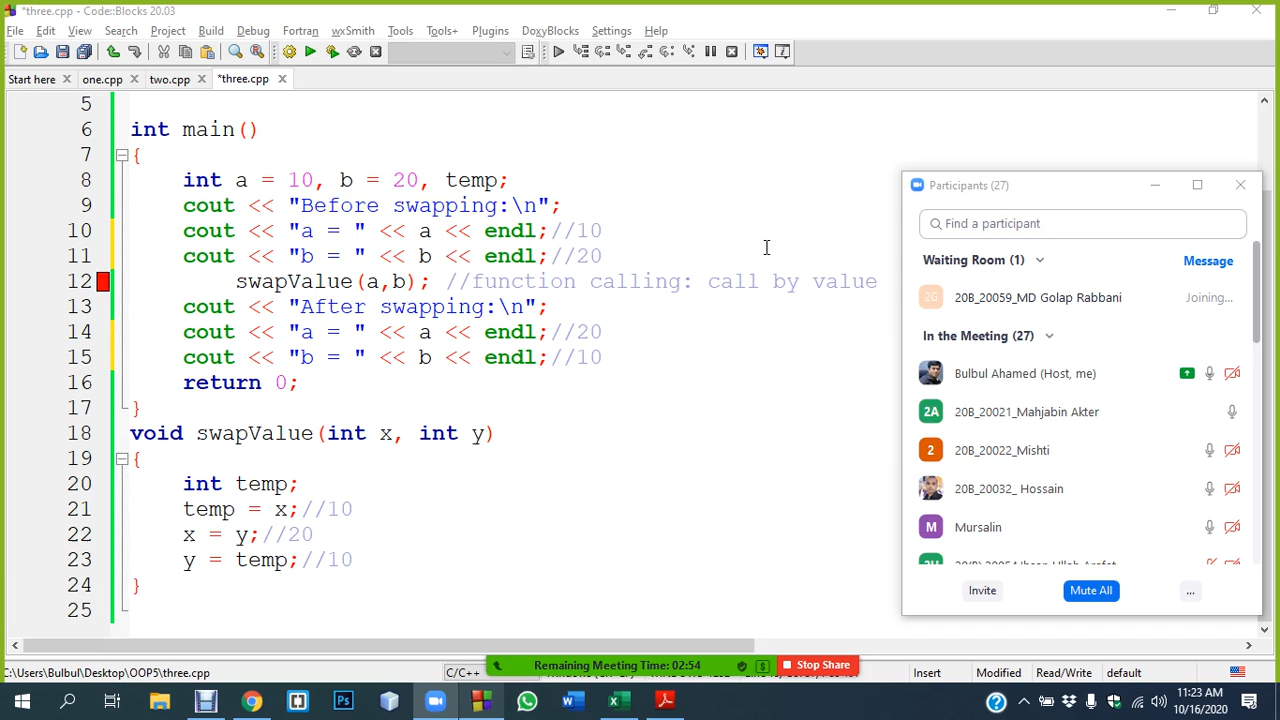 *three.cpp - Code::Blocks 20.03
File Edit View Search Project Build Debug Fortran wxSmith Tools Tools+ Plugins DoxyBlocks Settings Help
Start here one.cpp two.cpp *three.cpp
5
6 int main()
7 {
8 int a = 10, b = 20, temp;
9 cout << "Before swapping:\n";
10 cout << "a = " << a << endl;//10
11 cout << "b = " << b << endl;//20
12 swapValue(a,b); //function calling: call by value
13 cout << "After swapping:\n";
14 cout << "a = " << a << endl;//20
15 cout << "b = " << b << endl;//10
16 return 0;
17 }
18 void swapValue(int x, int y)
19 {
20 int temp;
21 temp = x;//10
22 x = y;//20
23 y = temp;//10
24 }
25
Participants (27)
Find a participant
Waiting Room (1) Message
2G 20B_20059_MD Golap Rabbani Joining...
In the Meeting (27)
Bulbul Ahamed (Host, me)
2A 20B_20021_Mahjabin Akter
2 20B_20022_Mishti
20B_20032_ Hossain
M Mursalin
Invite Mute All ...
Remaining Meeting Time: 02:54 Stop Share
C:\Users\Bulbul\Desktop\OOP5\three.cpp C/C++ Insert Modified Read/Write default
11:23 AM
10/16/2020